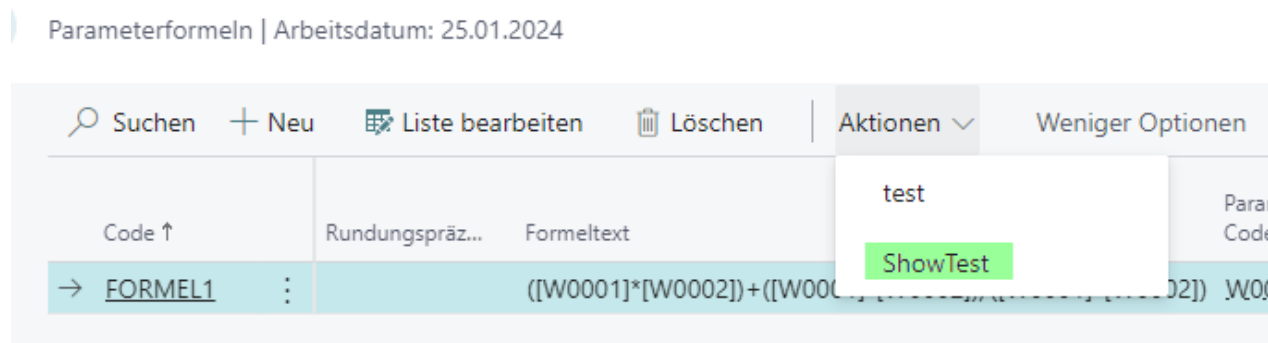 Parameterformeln | Arbeitsdatum: 25.01.2024
Suchen Neu Liste bearbeiten Löschen Aktionen Weniger Optionen
test
ShowTest
Code ↑ Rundungspräz... Formeltext
→ FORMEL1 ([W0001]*[W0002])+([W00